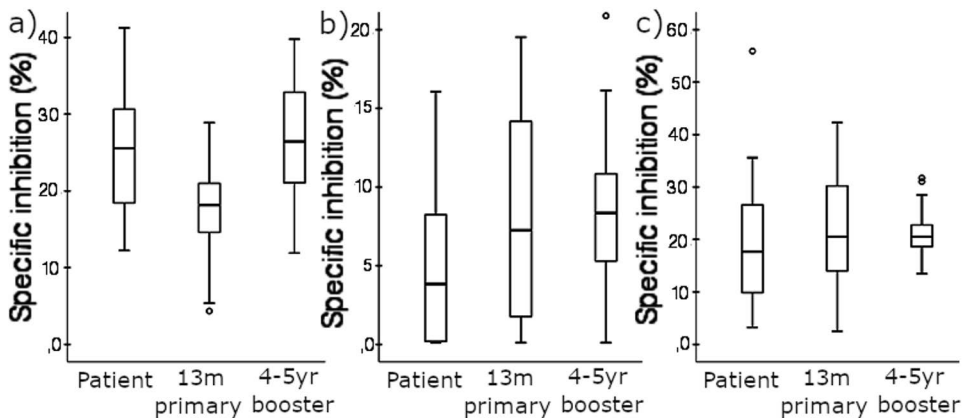 a)
Specific inhibition (%)
40
30
20
10
,0
Patient
13m
primary
4-5yr
booster
b)
Specific inhibition (%)
20
15
10
5
,0
Patient
13m
primary
4-5yr
booster
c)
Specific inhibition (%)
60
50
40
30
20
10
,0
Patient
13m
primary
4-5yr
booster